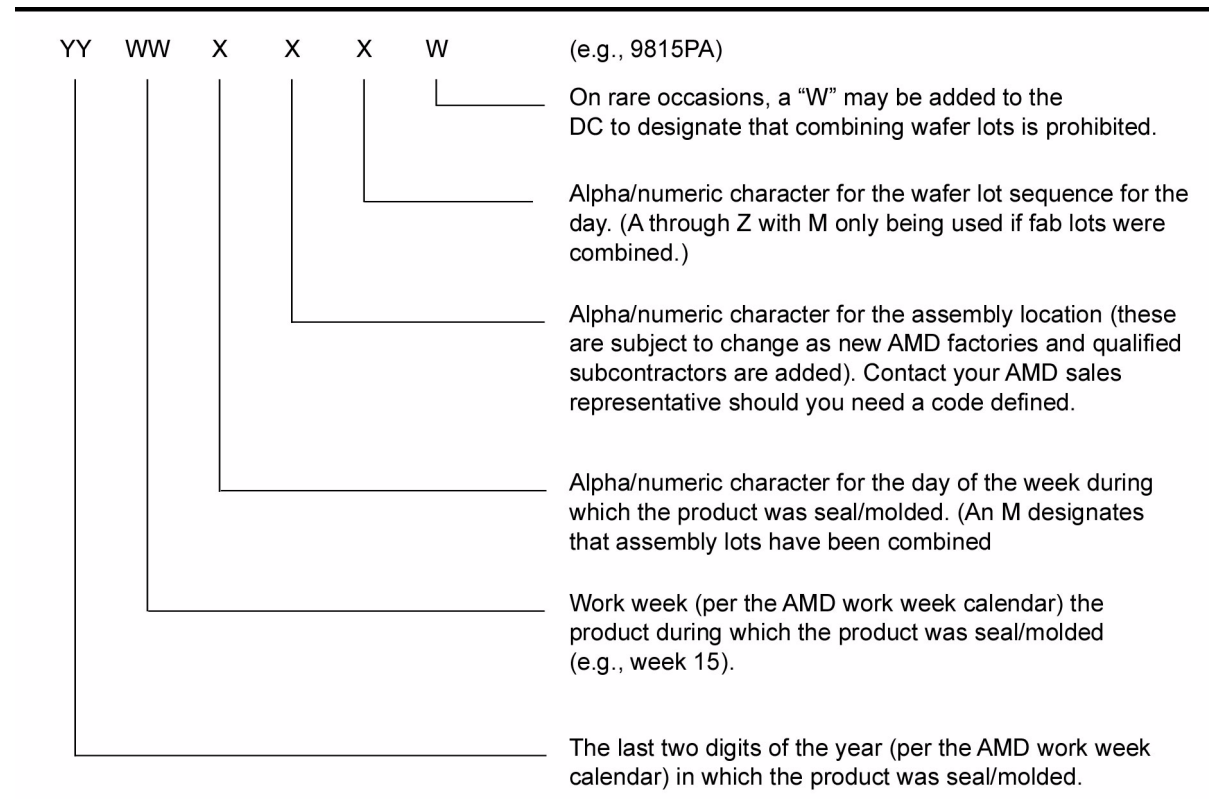 YY WW X X X W (e.g., 9815PA)
On rare occasions, a “W” may be added to the
DC to designate that combining wafer lots is prohibited.
Alpha/numeric character for the wafer lot sequence for the
day. (A through Z with M only being used if fab lots were
combined.)
Alpha/numeric character for the assembly location (these
are subject to change as new AMD factories and qualified
subcontractors are added). Contact your AMD sales
representative should you need a code defined.
Alpha/numeric character for the day of the week during
which the product was seal/molded. (An M designates
that assembly lots have been combined
Work week (per the AMD work week calendar) the
product during which the product was seal/molded
(e.g., week 15).
The last two digits of the year (per the AMD work week
calendar) in which the product was seal/molded.